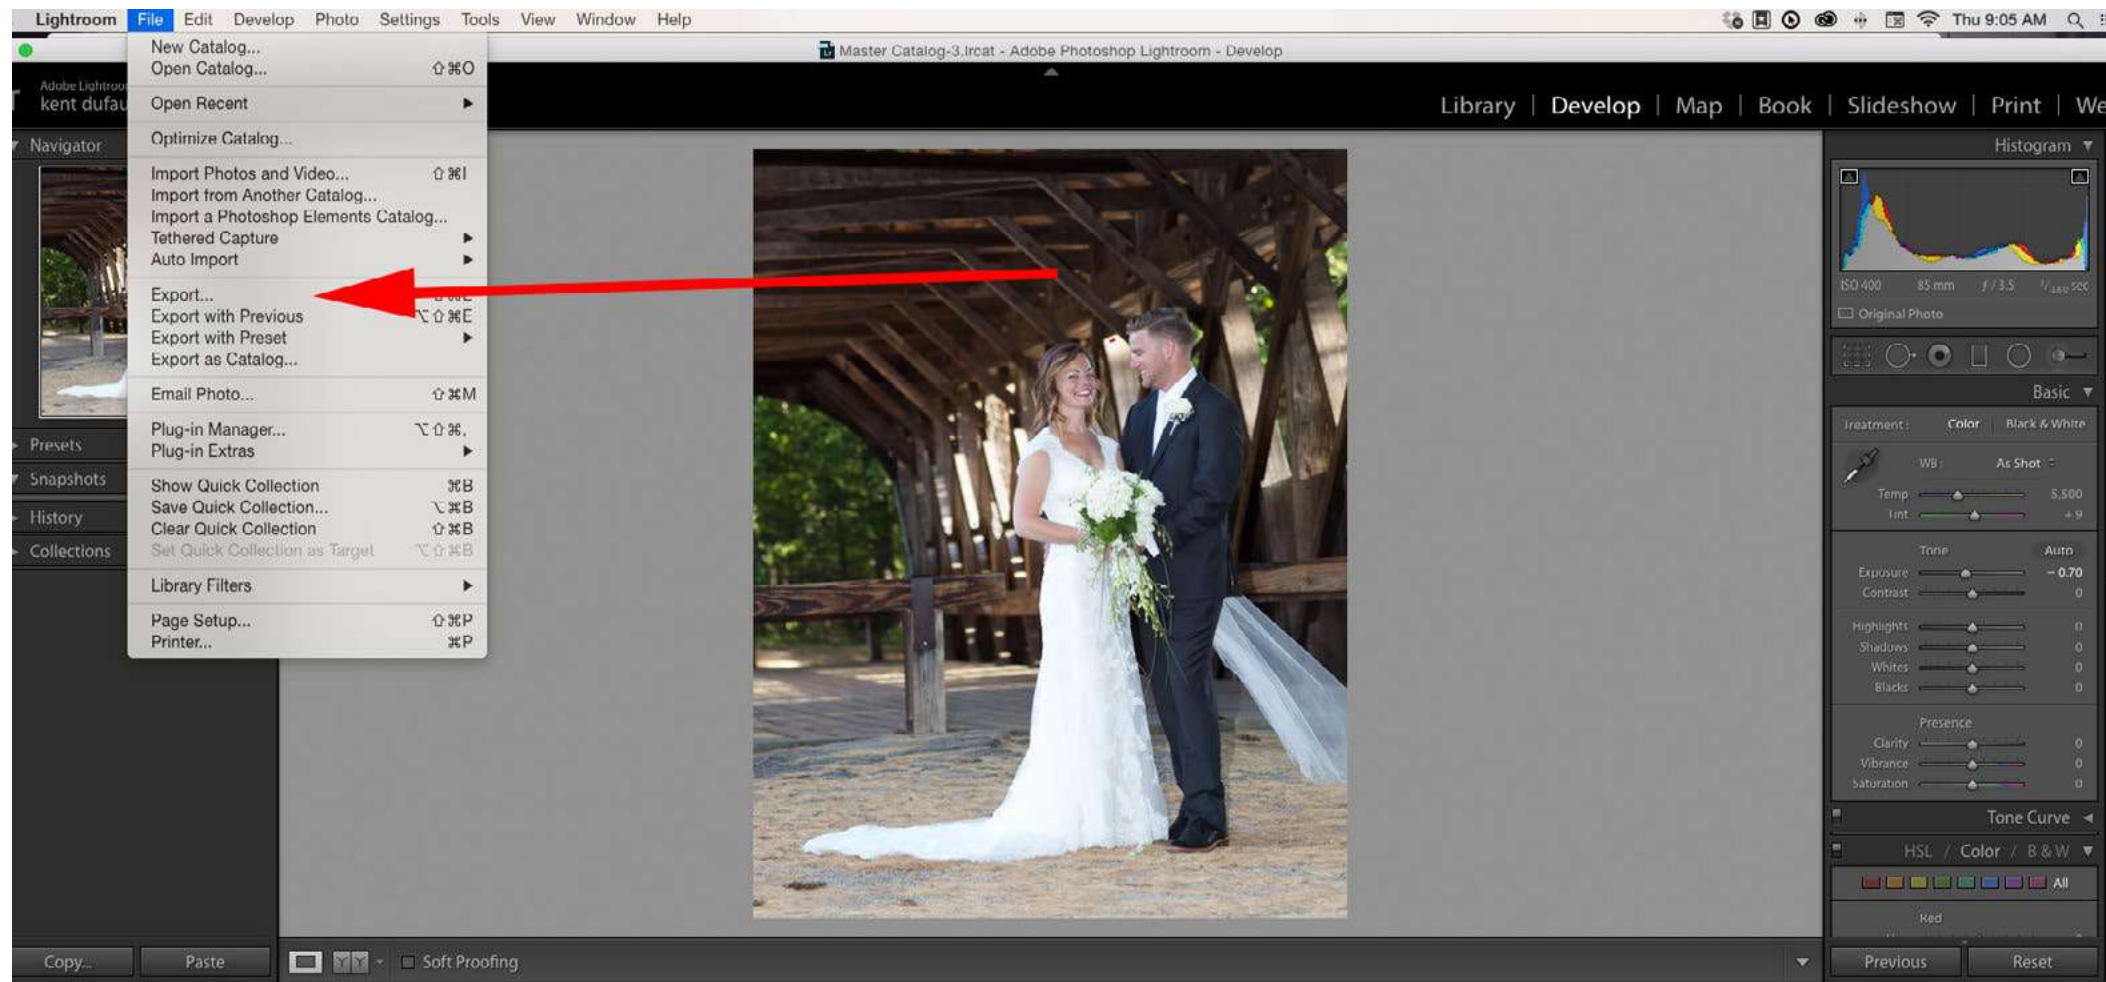 Lightroom File Edit Develop Photo Settings Tools View Window Help Thu 9:05 AM
Master Catalog-3.lrcat - Adobe Photoshop Lightroom - Develop
New Catalog...
Open Catalog... ⇧⌘O
Open Recent ▶
Optimize Catalog...
Import Photos and Video... ⇧⌘I
Import from Another Catalog...
Import a Photoshop Elements Catalog...
Tethered Capture ▶
Auto Import ▶
Export...
Export with Previous ⌥⇧⌘E
Export with Preset ▶
Export as Catalog...
Email Photo... ⇧⌘M
Plug-in Manager... ⌥⇧⌘,
Plug-in Extras ▶
Show Quick Collection ⌘B
Save Quick Collection... ⌥⌘B
Clear Quick Collection ⇧⌘B
Set Quick Collection as Target ⌥⇧⌘B
Library Filters ▶
Page Setup... ⇧⌘P
Printer... ⌘P
Adobe Lightroo
kent dufau
Library | Develop | Map | Book | Slideshow | Print | We
Navigator
Presets
Snapshots
History
Collections
Copy... Paste
Soft Proofing
Histogram
ISO 400 85 mm f / 3.5 sec
Original Photo
Basic
Treatment: Color Black & White
WB: As Shot
Temp 5,500
Tint + 9
Tone Auto
Exposure – 0.70
Contrast 0
Highlights 0
Shadows 0
Whites 0
Blacks 0
Presence
Clarity 0
Vibrance 0
Saturation 0
Tone Curve
HSL / Color / B & W
All
Red
Previous Reset